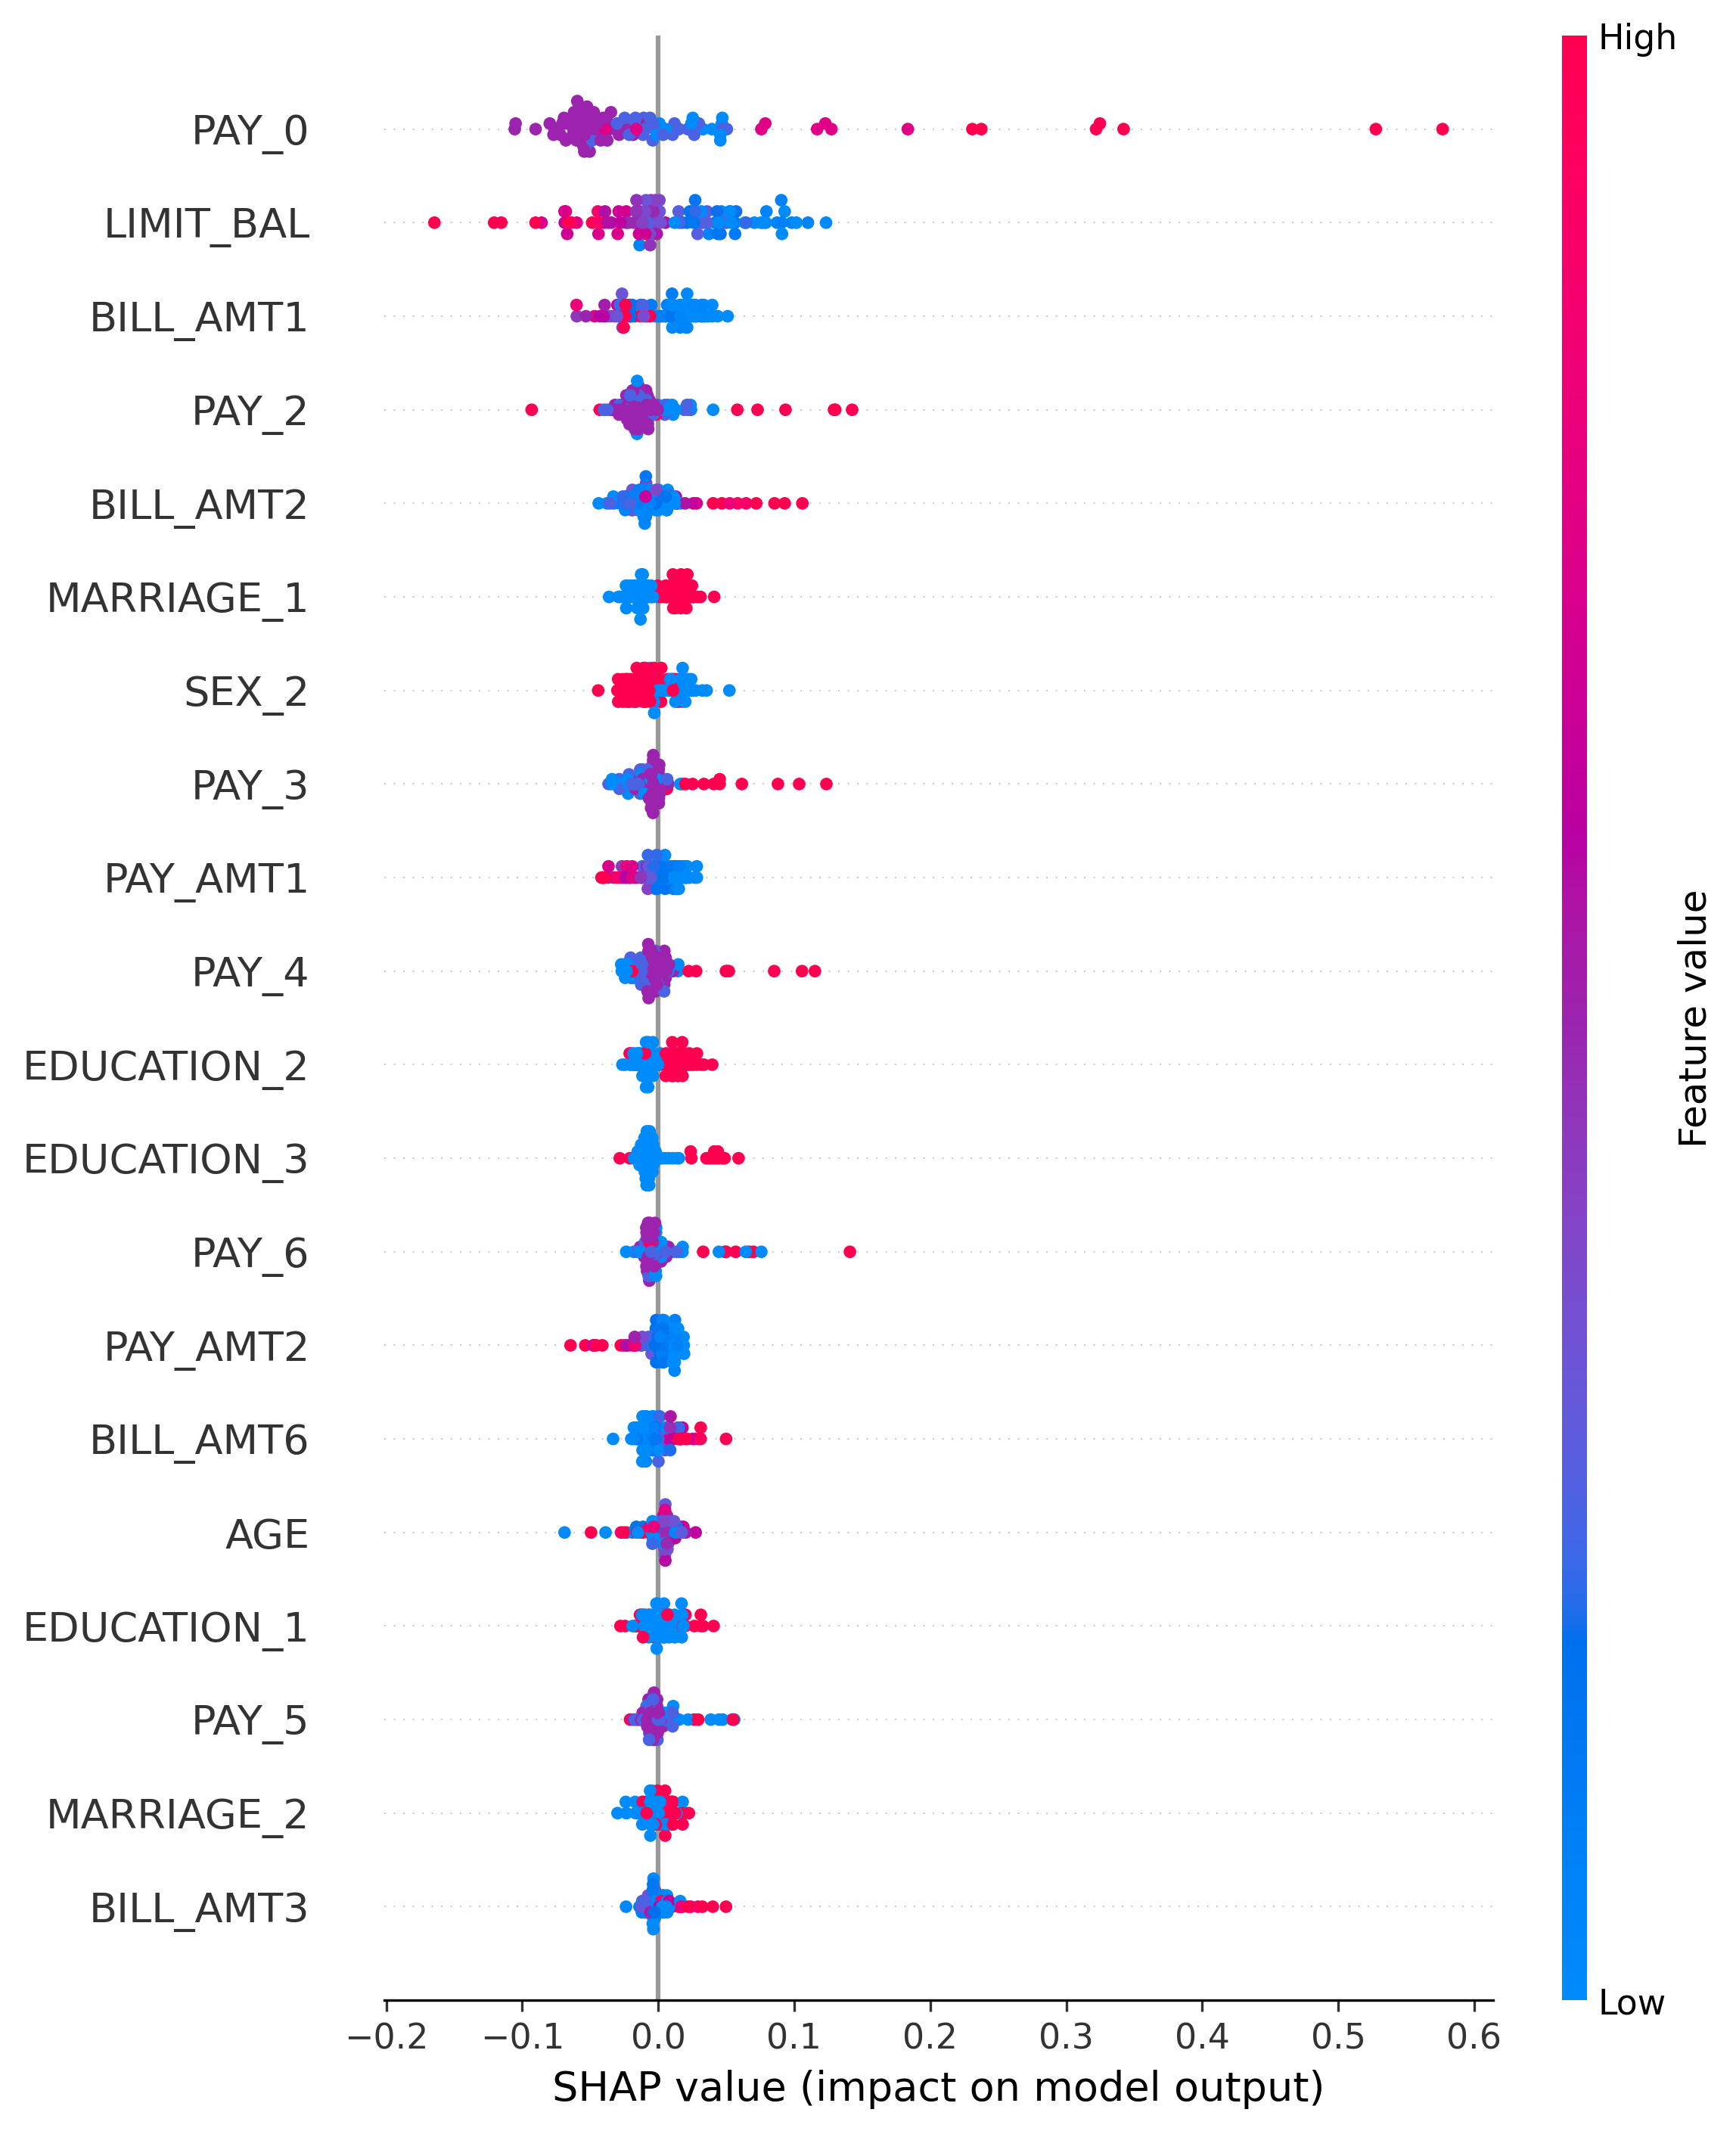 High
PAY_0
LIMIT_BAL
BILL_AMT1
PAY_2
BILL_AMT2
MARRIAGE_1
SEX_2
PAY_3
PAY_AMT1
PAY_4
EDUCATION_2
EDUCATION_3
PAY_6
PAY_AMT2
BILL_AMT6
AGE
EDUCATION_1
PAY_5
MARRIAGE_2
BILL_AMT3
Feature value
Low
−0.2 −0.1 0.0 0.1 0.2 0.3 0.4 0.5 0.6
SHAP value (impact on model output)